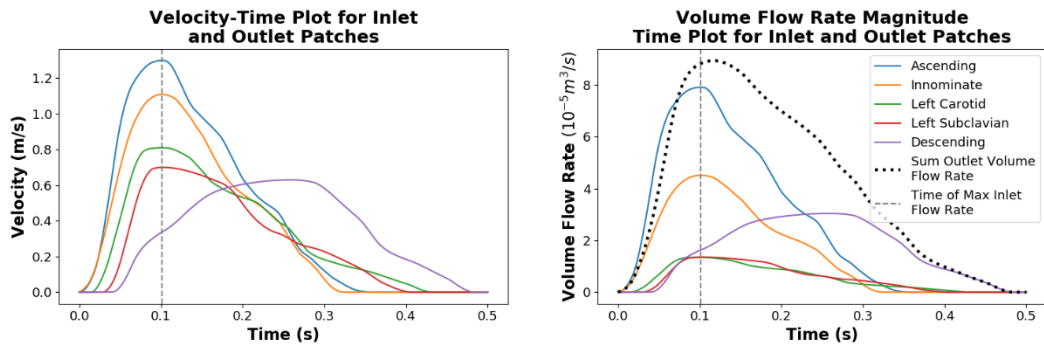 Velocity-Time Plot for Inlet
and Outlet Patches
Velocity (m/s)
1.2
1.0
0.8
0.6
0.4
0.2
0.0
0.0 0.1 0.2 0.3 0.4 0.5
Time (s)
Volume Flow Rate Magnitude
Time Plot for Inlet and Outlet Patches
Volume Flow Rate (10⁻⁵m³/s)
8
6
4
2
0
0.0 0.1 0.2 0.3 0.4 0.5
Time (s)
Ascending
Innominate
Left Carotid
Left Subclavian
Descending
Sum Outlet Volume
Flow Rate
Time of Max Inlet
Flow Rate